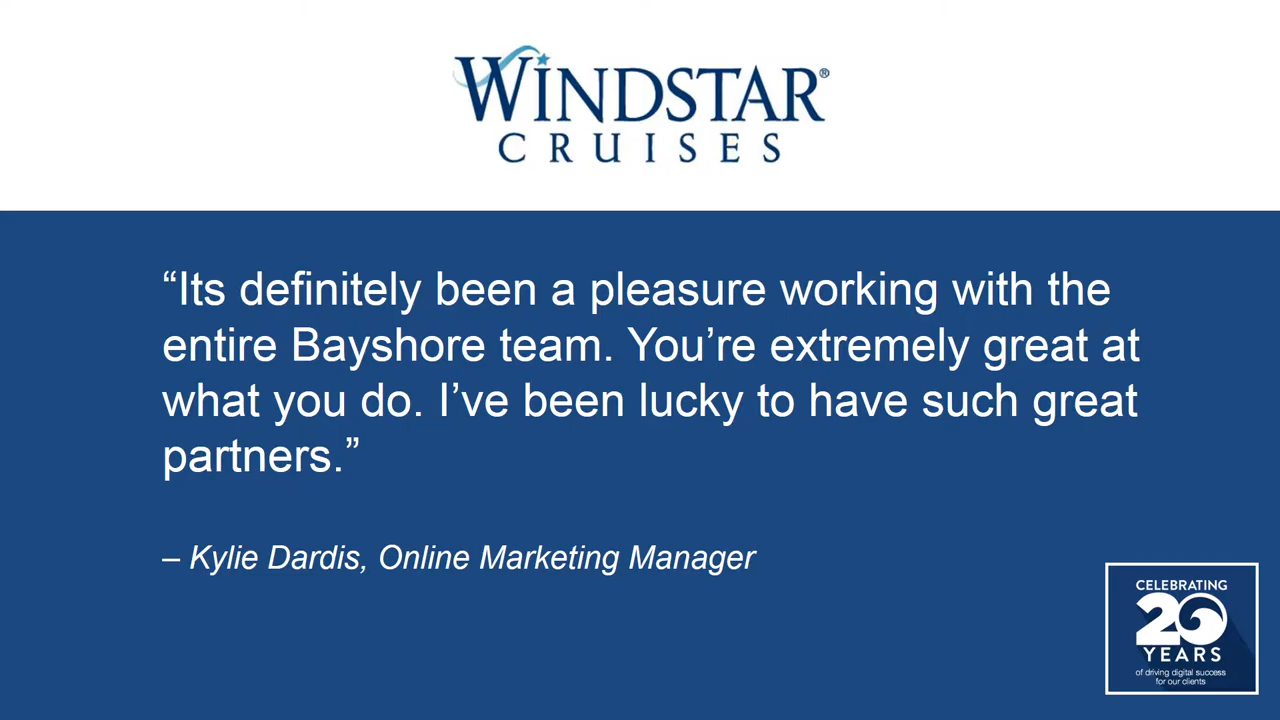 WINDSTAR®
CRUISES
“Its definitely been a pleasure working with the
entire Bayshore team. You’re extremely great at
what you do. I’ve been lucky to have such great
partners.”
– Kylie Dardis, Online Marketing Manager
CELEBRATING
20
YEARS
of driving digital success
for our clients